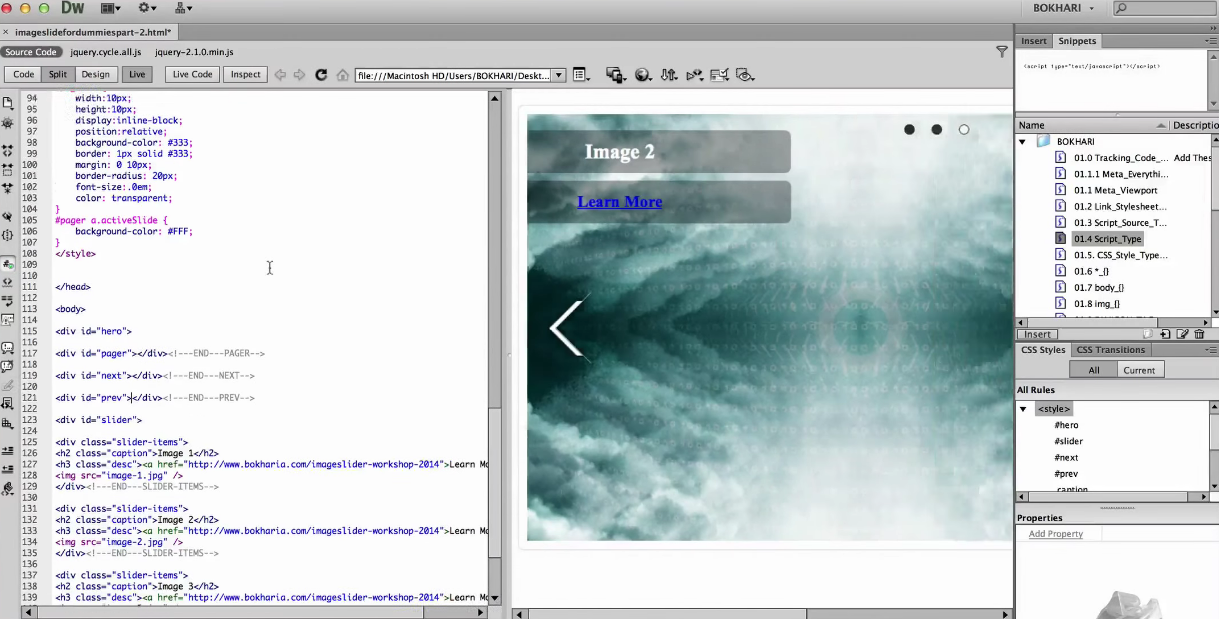 Dw
BOKHARI
imageslidefordummiespart-2.html*
Source Code
jquery.cycle.all.js
jquery-2.1.0.min.js
Code
Split
Design
Live
Live Code
Inspect
file:///Macintosh HD/Users/BOKHARI/Deskt...
94 width:10px;
95 height:10px;
96 display:inline-block;
97 position:relative;
98 background-color: #333;
99 border: 1px solid #333;
100 margin: 0 10px;
101 border-radius: 20px;
102 font-size:.0em;
103 color: transparent;
104 }
105 #pager a.activeSlide {
106 background-color: #FFF;
107 }
108 </style>
109
110
111 </head>
112
113 <body>
114
115 <div id="hero">
116
117 <div id="pager"></div><!---END---PAGER-->
118
119 <div id="next"></div><!---END---NEXT-->
120
121 <div id="prev"></div><!---END---PREV-->
122
123 <div id="slider">
124
125 <div class="slider-items">
126 <h2 class="caption">Image 1</h2>
127 <h3 class="desc"><a href="http://www.bokharia.com/imageslider-workshop-2014">Learn Mo
128 <img src="image-1.jpg" />
129 </div><!---END---SLIDER-ITEMS-->
130
131 <div class="slider-items">
132 <h2 class="caption">Image 2</h2>
133 <h3 class="desc"><a href="http://www.bokharia.com/imageslider-workshop-2014">Learn Mo
134 <img src="image-2.jpg" />
135 </div><!---END---SLIDER-ITEMS-->
136
137 <div class="slider-items">
138 <h2 class="caption">Image 3</h2>
139 <h3 class="desc"><a href="http://www.bokharia.com/imageslider-workshop-2014">Learn Mo
Image 2
Learn More
Insert
Snippets
<script type="text/javascript"></script>
Name
Descriptio
BOKHARI
01.0 Tracking_Code_... Add Thes
01.1.1 Meta_Everythi...
01.1 Meta_Viewport
01.2 Link_Stylesheet...
01.3 Script_Source_T...
01.4 Script_Type
01.5. CSS_Style_Type...
01.6 *_{}
01.7 body_{}
01.8 img_{}
Insert
CSS Styles
CSS Transitions
All
Current
All Rules
<style>
#hero
#slider
#next
#prev
.caption
Properties
Add Property